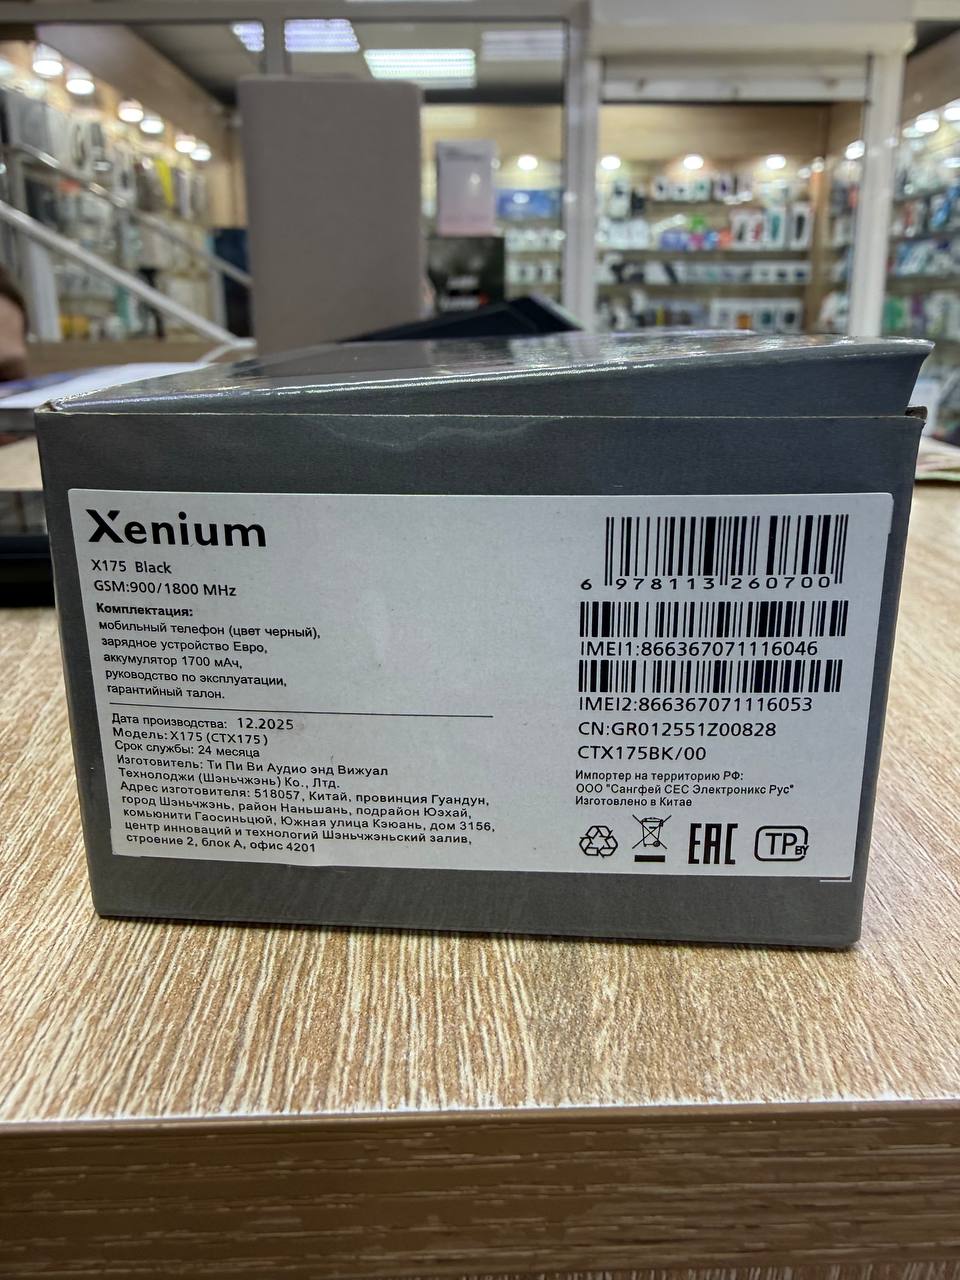 Xenium
X175 Black
GSM:900/1800 MHz
Комплектация:
мобильный телефон (цвет черный),
зарядное устройство Евро,
аккумулятор 1700 мАч,
руководство по эксплуатации,
гарантийный талон.
Дата производства: 12.2025
Модель: X175 (CTX175)
Срок службы: 24 месяца
Изготовитель: Ти Пи Ви Аудио энд Вижуал
Технолоджи (Шэньчжэнь) Ко., Лтд.
Адрес изготовителя: 518057, Китай, провинция Гуандун,
город Шэньчжэнь, район Наньшань, подрайон Юэхай,
комьюнити Гаосиньцюй, Южная улица Кэюань, дом 3156,
центр инноваций и технологий Шэньчжэньский залив,
строение 2, блок А, офис 4201
6 978113 260700
IMEI1:866367071116046
IMEI2:866367071116053
CN:GR012551Z00828
CTX175BK/00
Импортер на территорию РФ:
ООО "Сангфей СЕС Электроникс Рус"
Изготовлено в Китае
EAC
TP BY